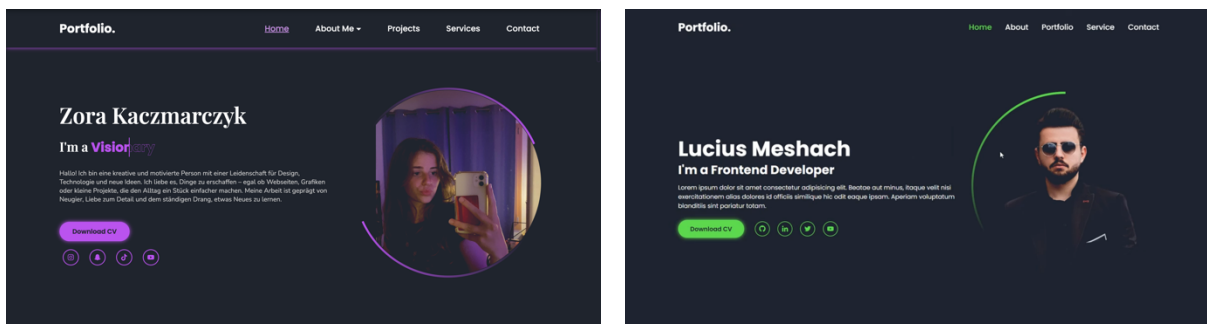 Portfolio.
Home About Me Projects Services Contact
Zora Kaczmarczyk
I'm a Visionary
Hallo! Ich bin eine kreative und motivierte Person mit einer Leidenschaft für Design,
Technologie und neue Ideen. Ich liebe es, Dinge zu erschaffen – egal ob Webseiten, Grafiken
oder kleine Projekte, die den Alltag ein Stück einfacher machen. Meine Arbeit ist geprägt von
Neugier, Liebe zum Detail und dem ständigen Drang, etwas Neues zu lernen.
Download CV
Portfolio.
Home About Portfolio Service Contact
Lucius Meshach
I'm a Frontend Developer
Lorem ipsum dolor sit amet consectetur adipisicing elit. Beatae aut minus, itaque velit nisi
exercitationem alias dolores id officiis similique hic odit eaque ipsam. Aperiam voluptatum
blanditiis sint pariatur totam.
Download CV
in